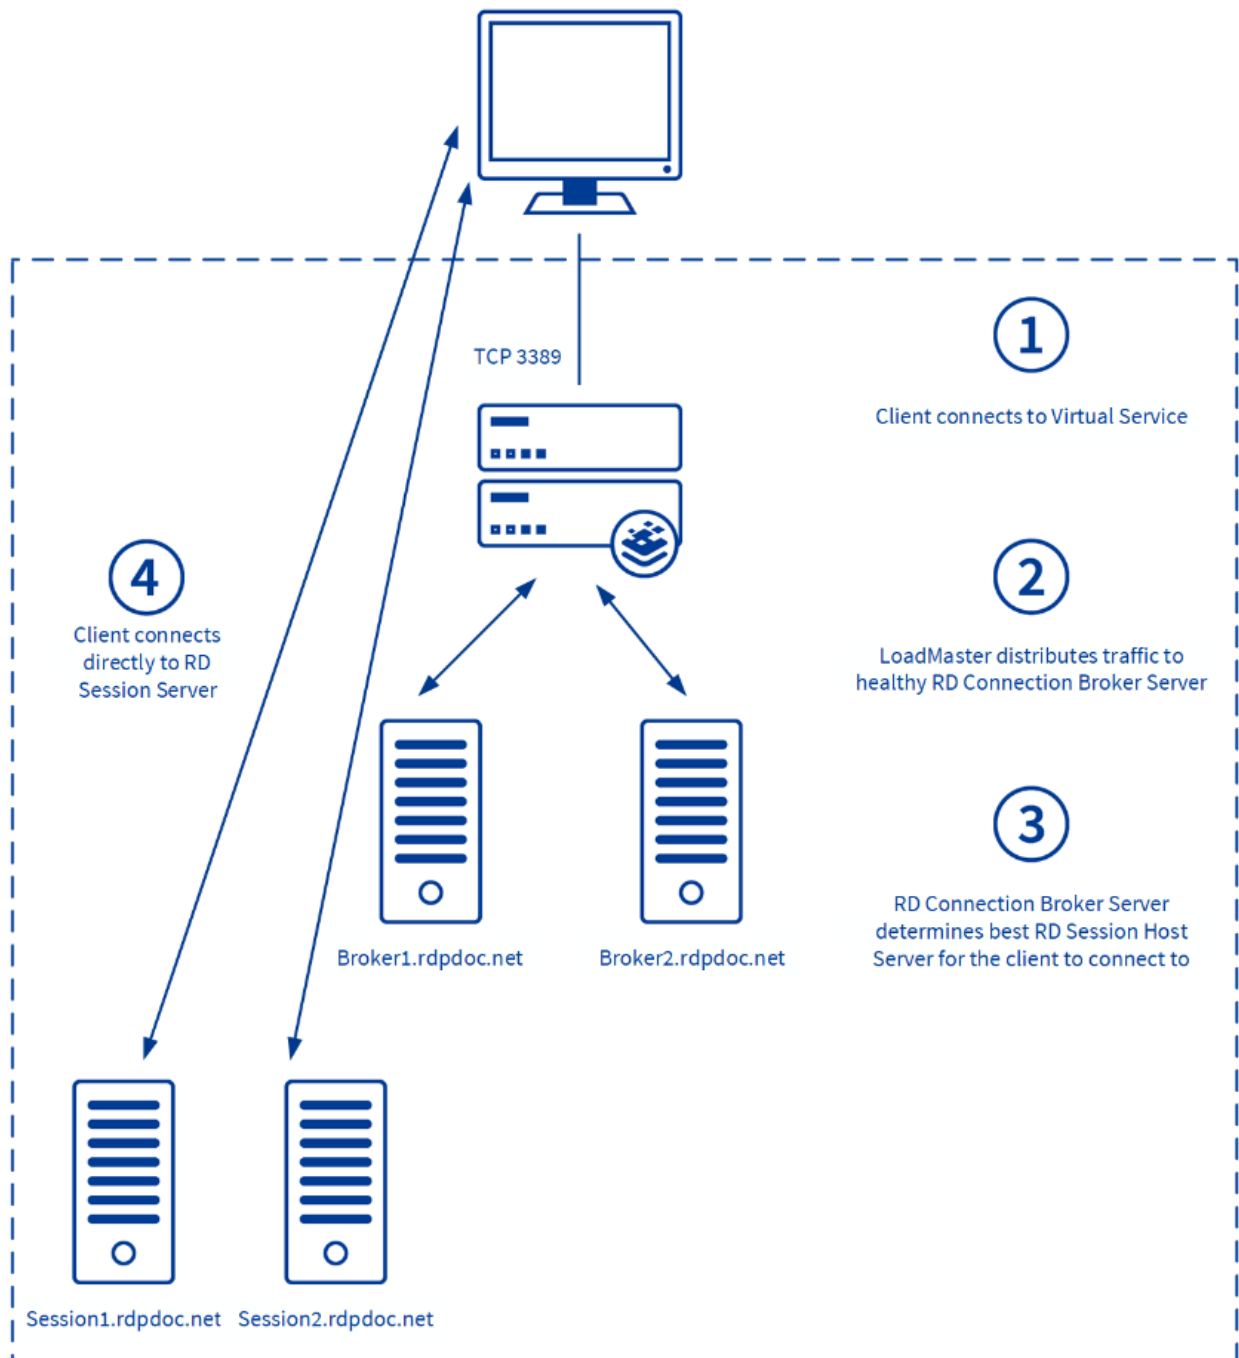 TCP 3389
1
Client connects to Virtual Service
2
LoadMaster distributes traffic to
healthy RD Connection Broker Server
4
Client connects
directly to RD
Session Server
3
RD Connection Broker Server
determines best RD Session Host
Server for the client to connect to
Broker1.rdpdoc.net
Broker2.rdpdoc.net
Session1.rdpdoc.net
Session2.rdpdoc.net